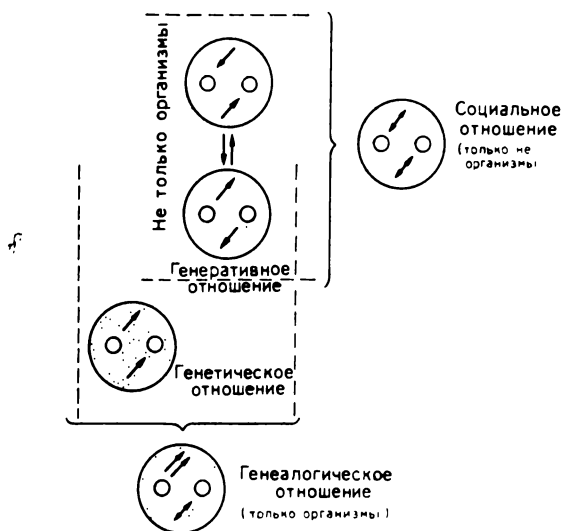 Не только организмы
Социальное
отношение
(только не
организмы
Генеративное
отношение
Генетическое
отношение
Генеалогическое
отношение
(только организмы)